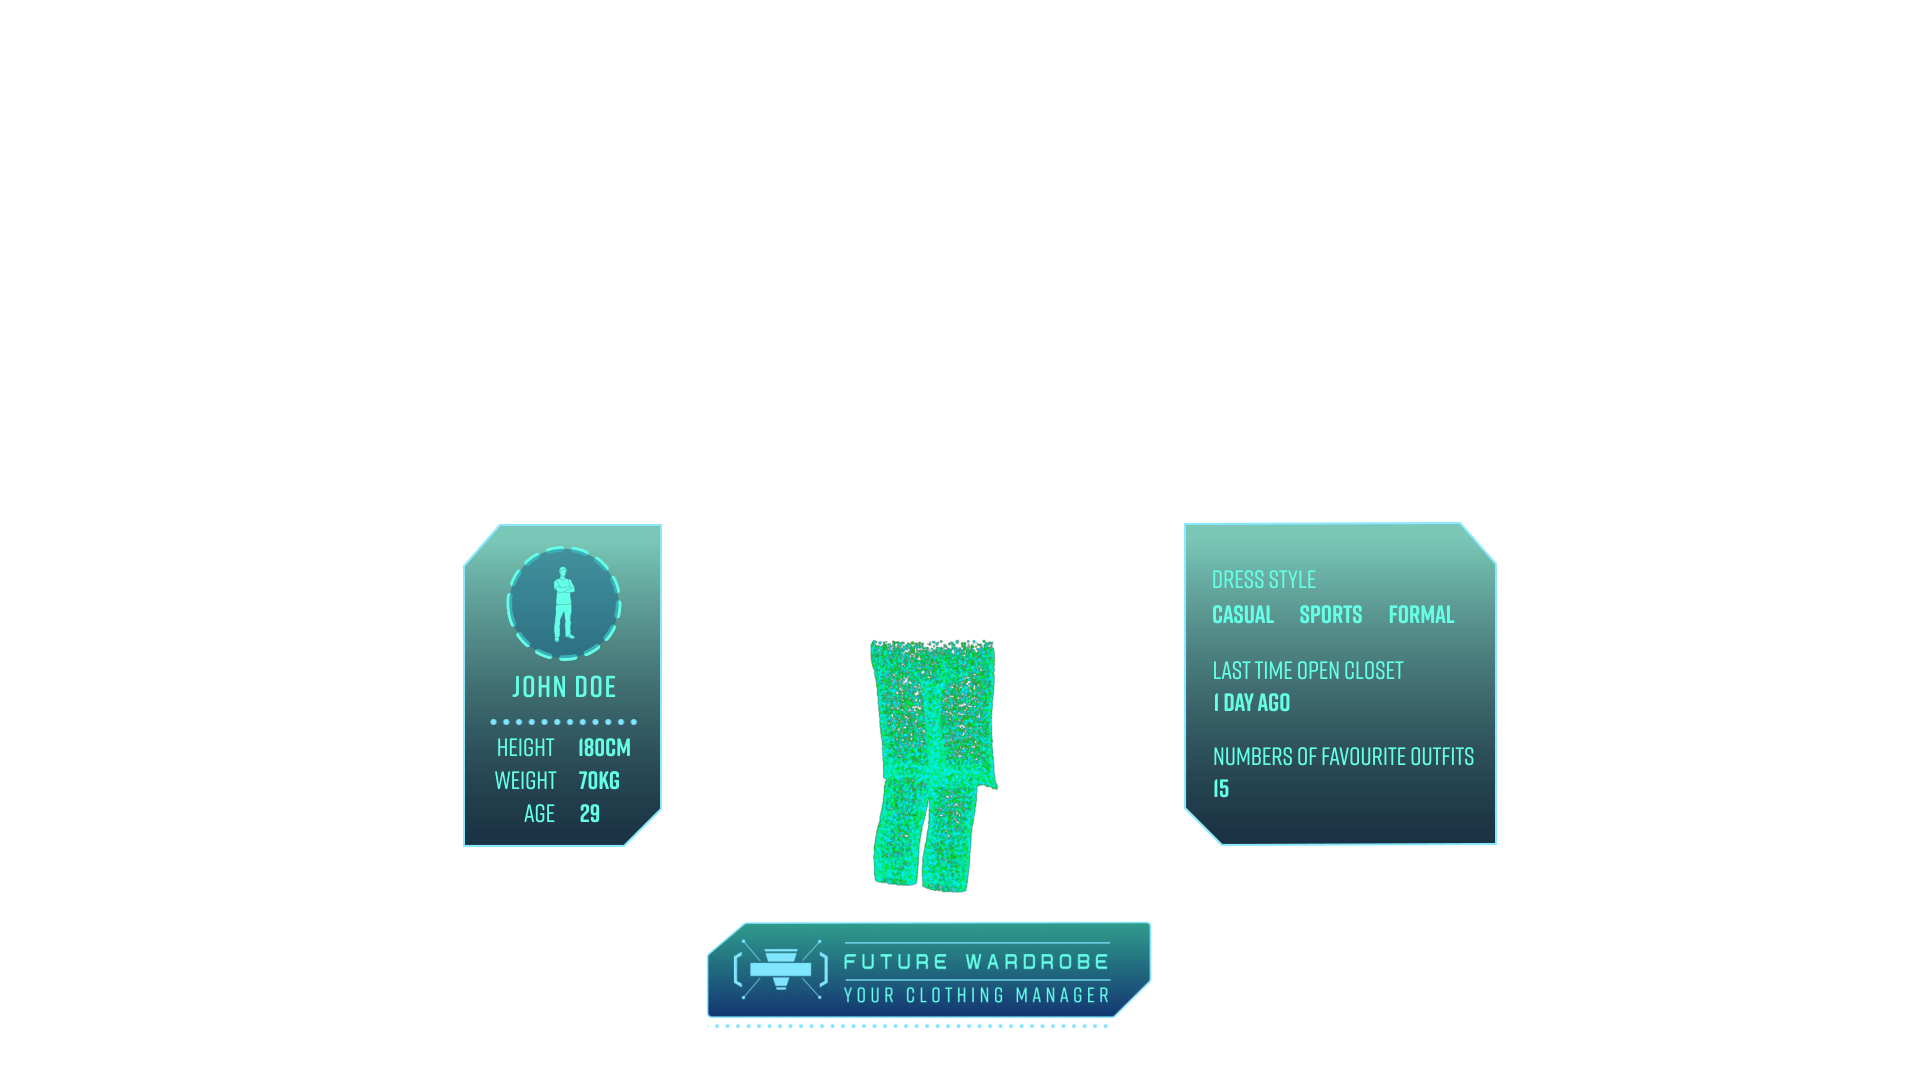 JOHN DOE
HEIGHT 180CM
WEIGHT 70KG
AGE 29
DRESS STYLE
CASUAL SPORTS FORMAL
LAST TIME OPEN CLOSET
1 DAY AGO
NUMBERS OF FAVOURITE OUTFITS
15
FUTURE WARDROBE
YOUR CLOTHING MANAGER